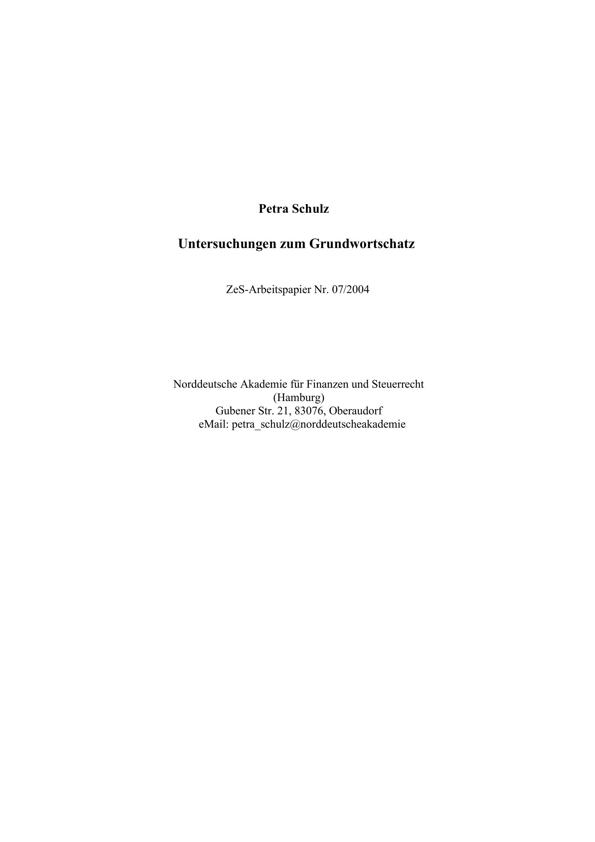 Petra Schulz
Untersuchungen zum Grundwortschatz
ZeS-Arbeitspapier Nr. 07/2004
Norddeutsche Akademie für Finanzen und Steuerrecht
(Hamburg)
Gubener Str. 21, 83076, Oberaudorf
eMail: petra_schulz@norddeutscheakademie